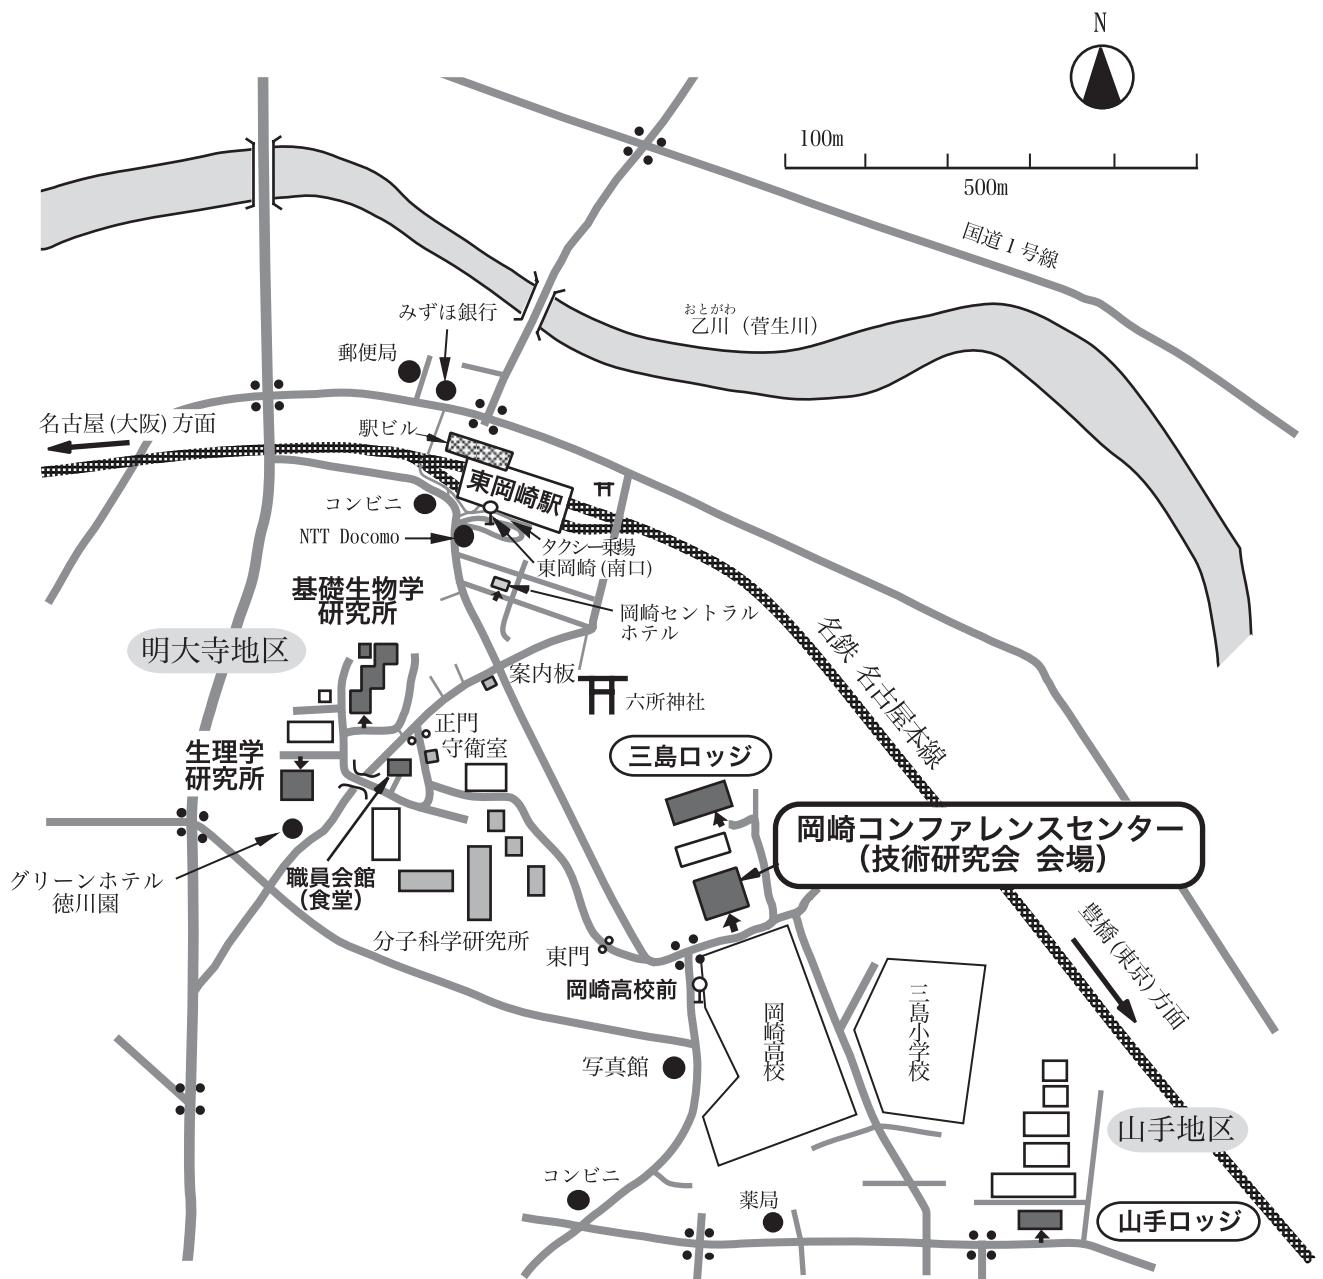 N
100m
500m
国道1号線
おとがわ
乙川（菅生川）
みずほ銀行
郵便局
名古屋(大阪)方面
駅ビル
東岡崎駅
コンビニ
NTT Docomo
タクシー乗場
東岡崎(南口)
基礎生物学
研究所
岡崎セントラル
ホテル
明大寺地区
名鉄 名古屋本線
案内板
六所神社
正門
守衛室
生理学
研究所
三島ロッジ
岡崎コンファレンスセンター
（技術研究会 会場）
グリーンホテル
徳川園
職員会館
（食堂）
分子科学研究所
東門
岡崎高校前
豊橋(東京)方面
岡崎高校
三島小学校
写真館
山手地区
コンビニ
薬局
山手ロッジ